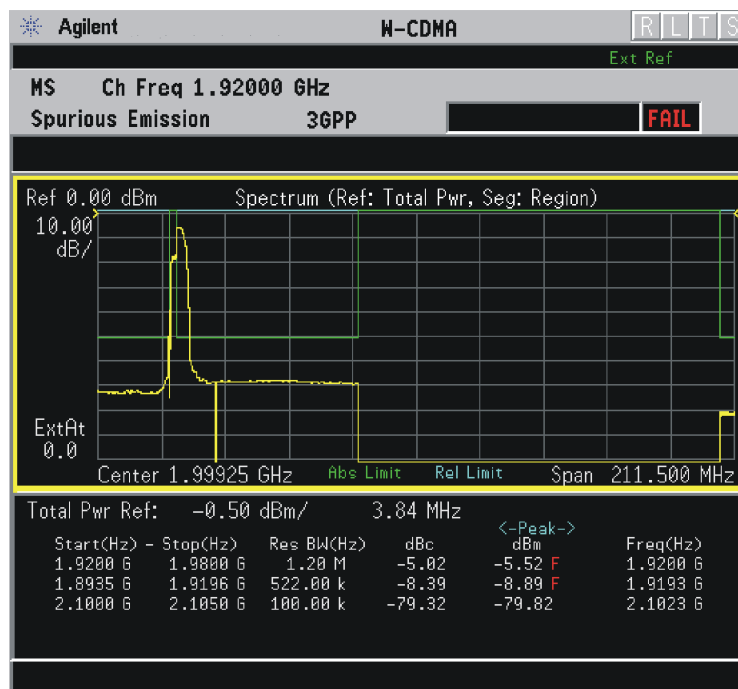 Agilent W-CDMA R L T S
Ext Ref
MS Ch Freq 1.92000 GHz
Spurious Emission 3GPP FAIL
Ref 0.00 dBm Spectrum (Ref: Total Pwr, Seg: Region)
10.00
dB/
ExtAt
0.0
Center 1.99925 GHz Abs Limit Rel Limit Span 211.500 MHz
Total Pwr Ref: -0.50 dBm/ 3.84 MHz
<-Peak->
Start(Hz) - Stop(Hz) Res BW(Hz) dBc dBm Freq(Hz)
1.9200 G 1.9800 G 1.20 M -5.02 -5.52 F 1.9200 G
1.8935 G 1.9196 G 522.00 k -8.39 -8.89 F 1.9193 G
2.1000 G 2.1050 G 100.00 k -79.32 -79.82 2.1023 G